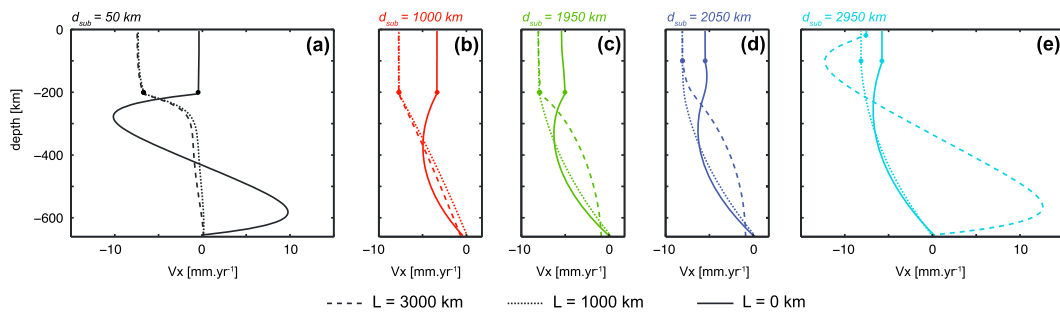 d_sub = 50 km d_sub = 1000 km d_sub = 1950 km d_sub = 2050 km d_sub = 2950 km
(a) (b) (c) (d) (e)
0
−200
−400
−600
depth [km]
−10 0 10 −10 0 −10 0 −10 0 −10 0 10
Vx [mm.yr⁻¹] Vx [mm.yr⁻¹] Vx [mm.yr⁻¹] Vx [mm.yr⁻¹] Vx [mm.yr⁻¹]
L = 3000 km L = 1000 km L = 0 km